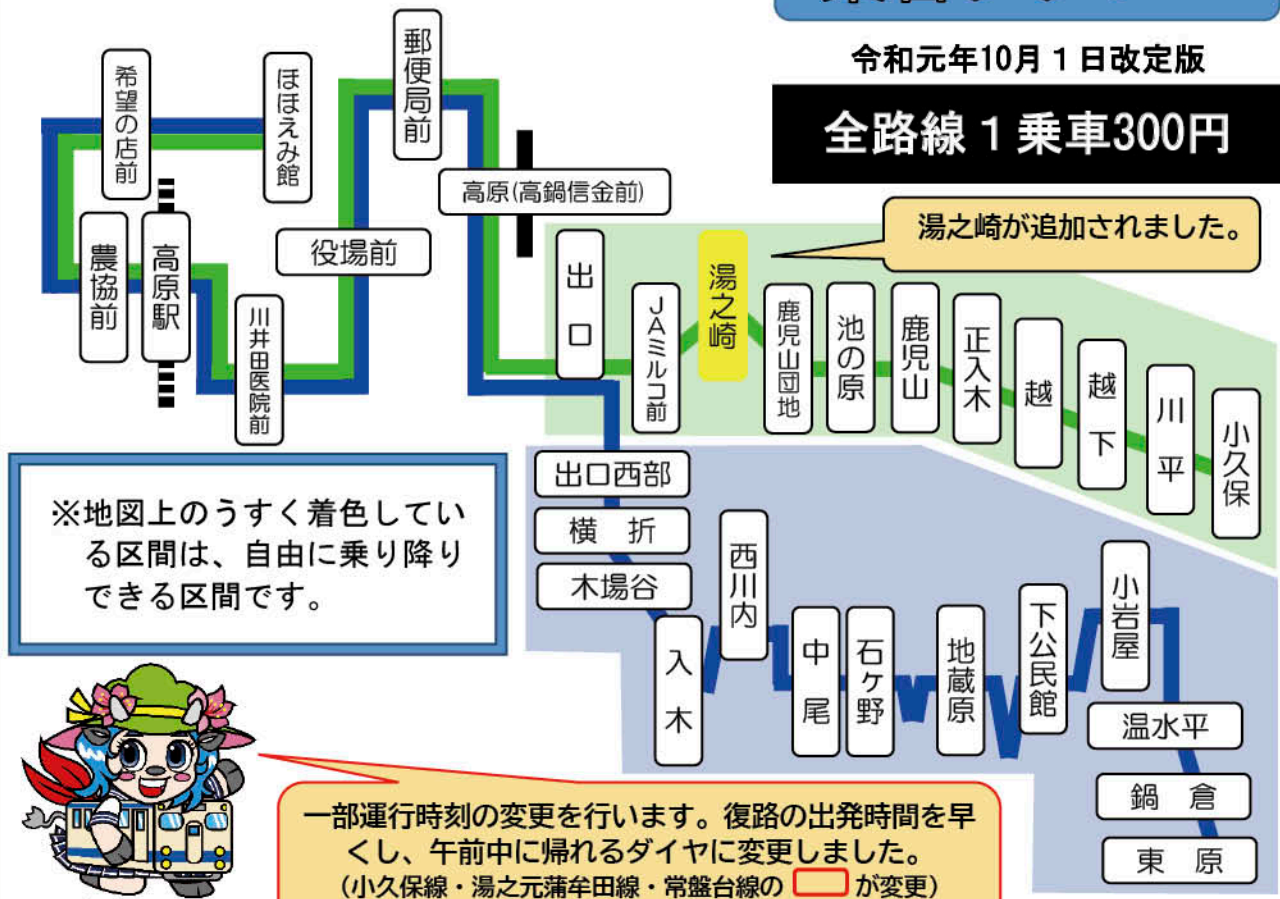 令和元年10月1日改定版
全路線1乗車300円
湯之崎が追加されました。
ほほえみ館
希望の店前
農協前
高原駅
川井田医院前
役場前
郵便局前
高原(高鍋信金前)
出口
JAミルコ前
湯之崎
鹿児山団地
池の原
鹿児山
正入木
越
越下
川平
小久保
※地図上のうすく着色してい
る区間は、自由に乗り降り
できる区間です。
出口西部
横折
木場谷
入木
西川内
中尾
石ヶ野
地蔵原
下公民館
小岩屋
温水平
鍋倉
東原
一部運行時刻の変更を行います。復路の出発時間を早
くし、午前中に帰れるダイヤに変更しました。
(小久保線・湯之元蒲牟田線・常盤台線の が変更)